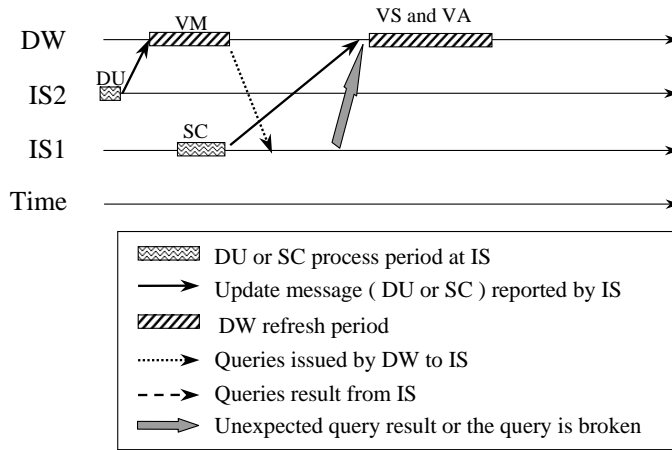 VM
VS and VA
DW
DU
IS2
SC
IS1
Time
DU or SC process period at IS
Update message ( DU or SC ) reported by IS
DW refresh period
Queries issued by DW to IS
Queries result from IS
Unexpected query result or the query is broken